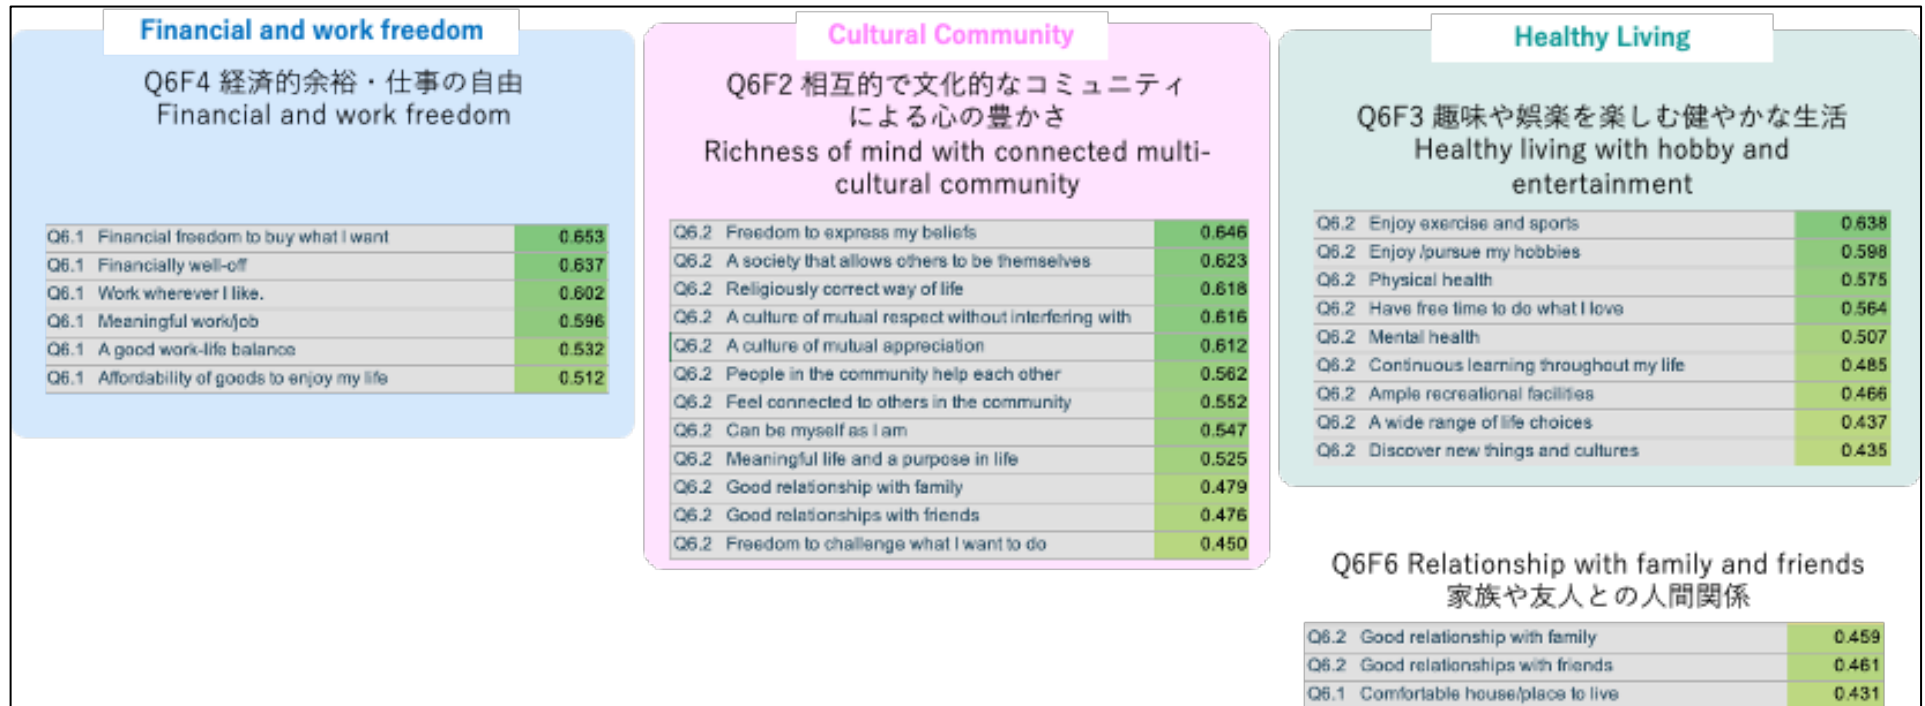 Financial and work freedom
Q6F4 経済的余裕・仕事の自由
Financial and work freedom
Q6.1 Financial freedom to buy what I want 0.653
Q6.1 Financially well-off 0.637
Q6.1 Work wherever I like. 0.602
Q6.1 Meaningful work/job 0.596
Q6.1 A good work-life balance 0.532
Q6.1 Affordability of goods to enjoy my life 0.512
Cultural Community
Q6F2 相互的で文化的なコミュニティ
による心の豊かさ
Richness of mind with connected multi-
cultural community
Q6.2 Freedom to express my beliefs 0.646
Q6.2 A society that allows others to be themselves 0.623
Q6.2 Religiously correct way of life 0.618
Q6.2 A culture of mutual respect without interfering with 0.616
Q6.2 A culture of mutual appreciation 0.612
Q6.2 People in the community help each other 0.562
Q6.2 Feel connected to others in the community 0.552
Q6.2 Can be myself as I am 0.547
Q6.2 Meaningful life and a purpose in life 0.525
Q6.2 Good relationship with family 0.479
Q6.2 Good relationships with friends 0.476
Q6.2 Freedom to challenge what I want to do 0.450
Healthy Living
Q6F3 趣味や娯楽を楽しむ健やかな生活
Healthy living with hobby and
entertainment
Q6.2 Enjoy exercise and sports 0.638
Q6.2 Enjoy /pursue my hobbies 0.598
Q6.2 Physical health 0.575
Q6.2 Have free time to do what I love 0.564
Q6.2 Mental health 0.507
Q6.2 Continuous learning throughout my life 0.485
Q6.2 Ample recreational facilities 0.466
Q6.2 A wide range of life choices 0.437
Q6.2 Discover new things and cultures 0.435
Q6F6 Relationship with family and friends
家族や友人との人間関係
Q6.2 Good relationship with family 0.459
Q6.2 Good relationships with friends 0.461
Q6.1 Comfortable house/place to live 0.431